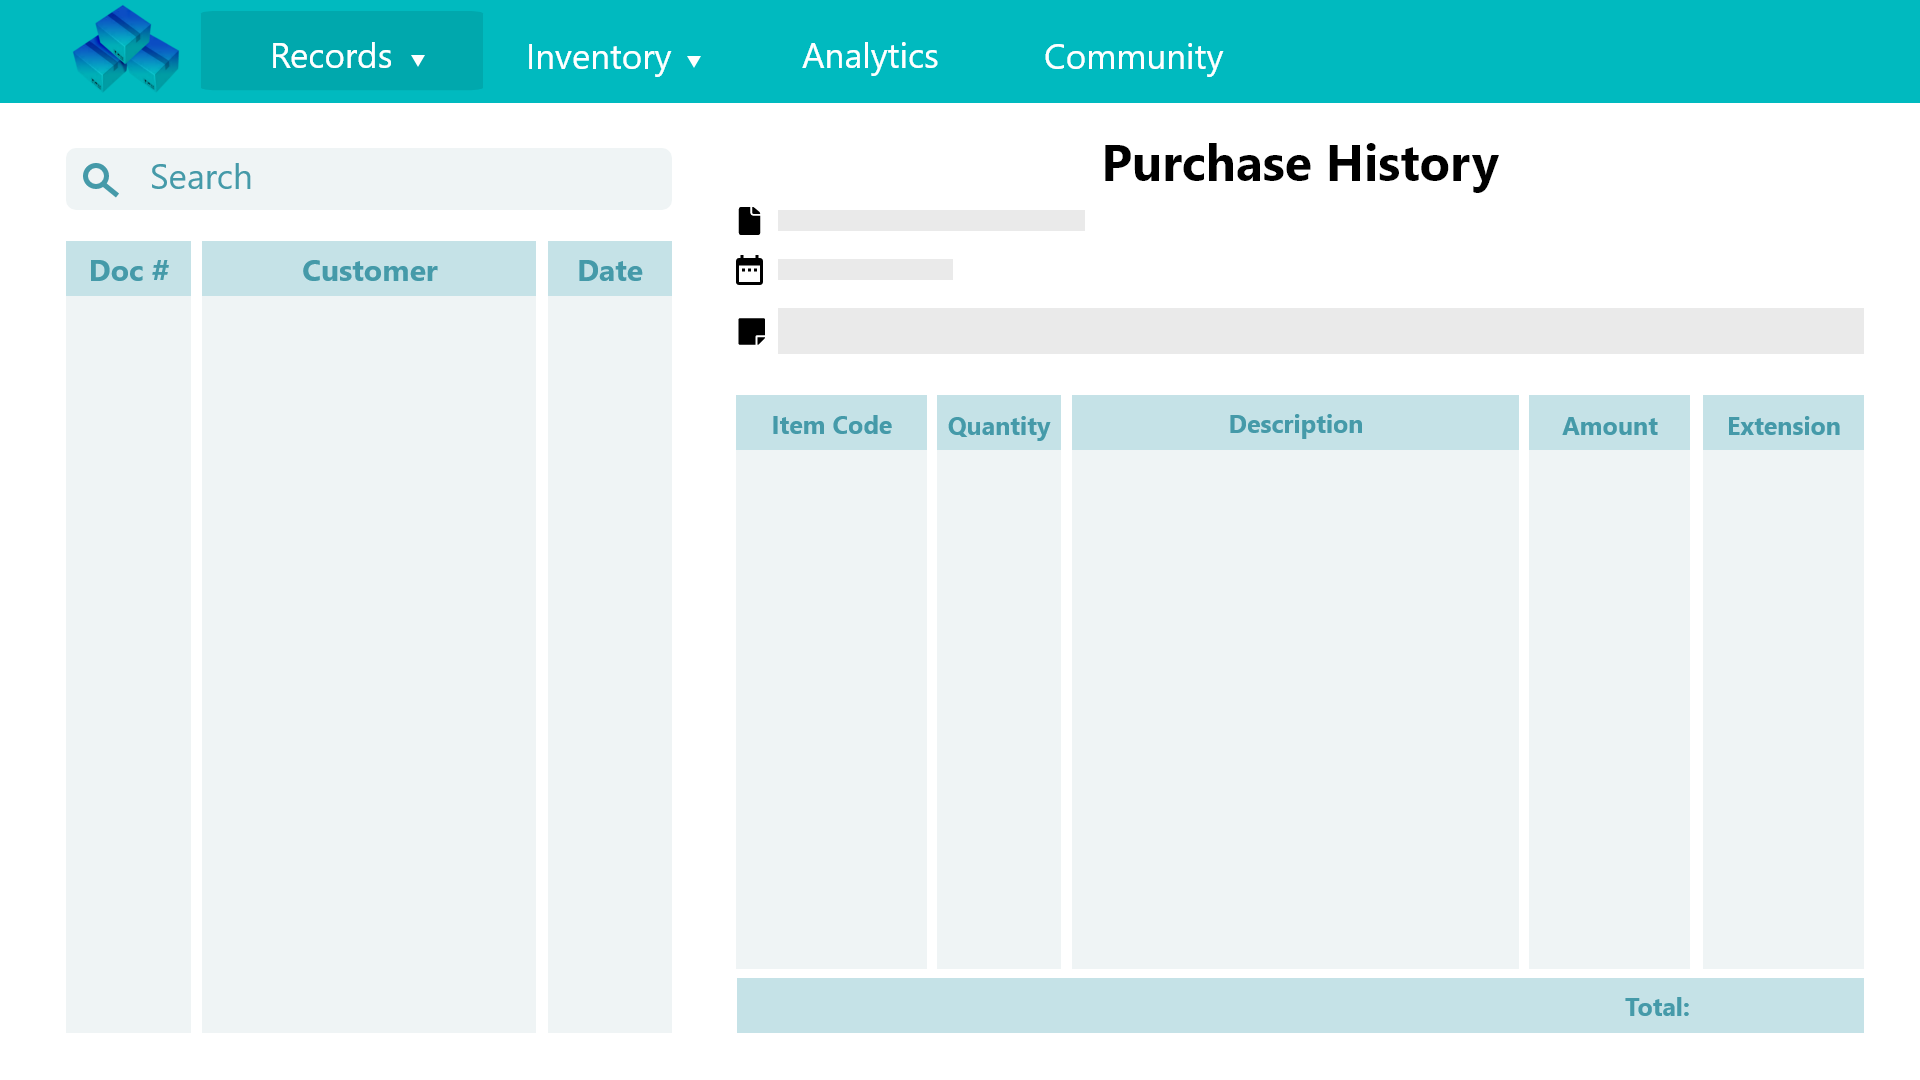 Records ▼
Inventory ▼
Analytics
Community
Search
Doc #
Customer
Date
Purchase History
Item Code
Quantity
Description
Amount
Extension
Total: